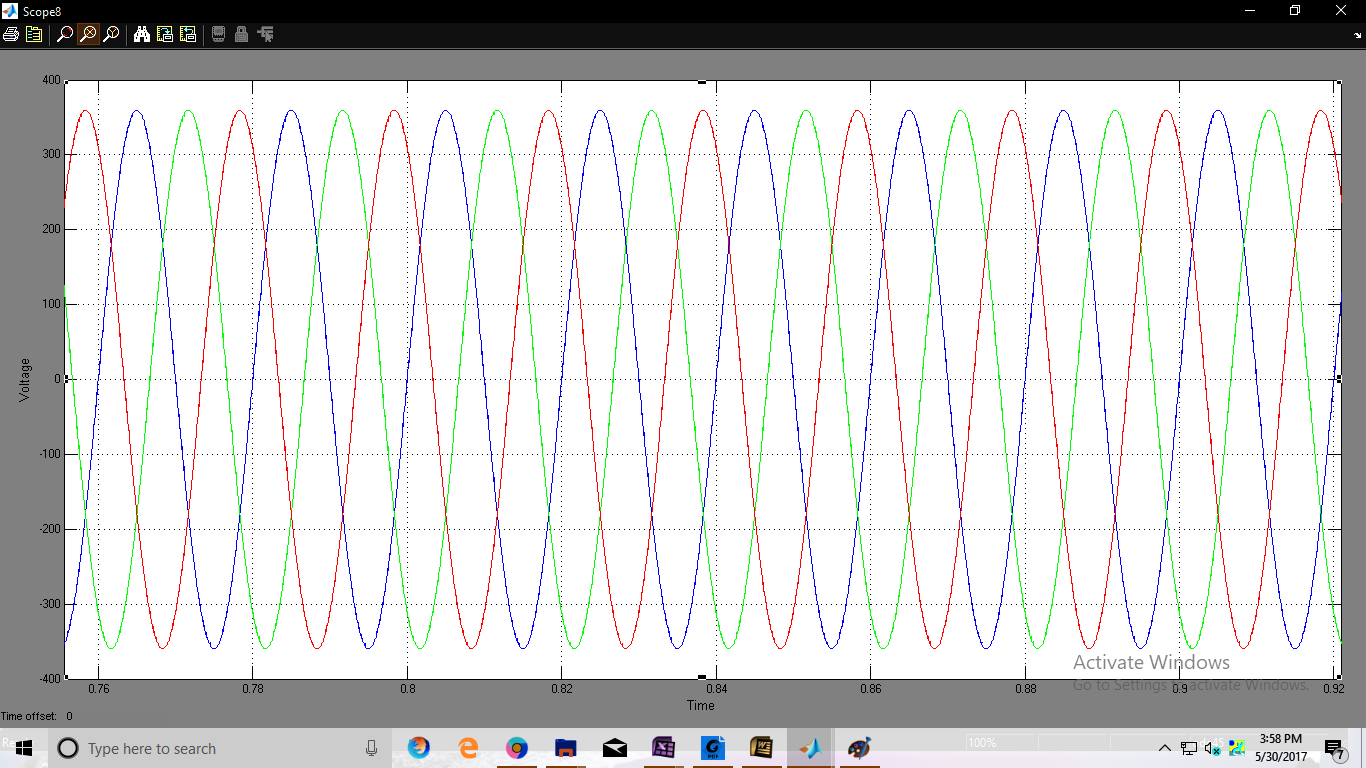 Scope8
400
300
200
100
0
-100
-200
-300
-400
Voltage
0.76 0.78 0.8 0.82 0.84 0.86 0.88 0.9 0.92
Time
Time offset: 0
Activate Windows
Go to Settings to activate Windows.
Type here to search
100%
3:58 PM
5/30/2017
7